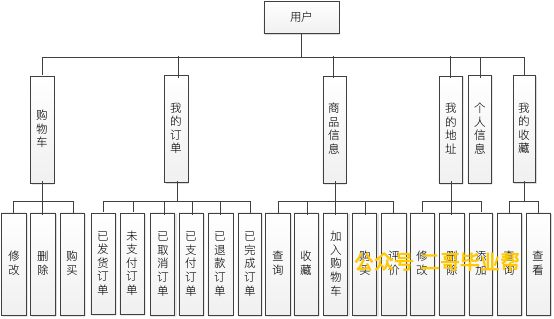 用户
购物车
我的订单
商品信息
我的地址
个人信息
我的收藏
修改
删除
购买
已发货订单
未支付订单
已取消订单
已支付订单
已退款订单
已完成订单
查询
收藏
加入购物车
购买
评价
修改
删除
添加
查询
查看
公众号：二哥毕业帮